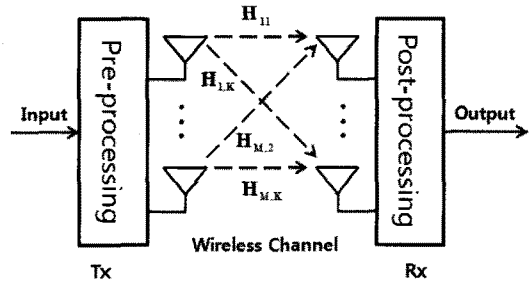 H11
Pre-processing
Post-processing
H1,K
Input
Output
HM,2
HM,K
Wireless Channel
Tx
Rx